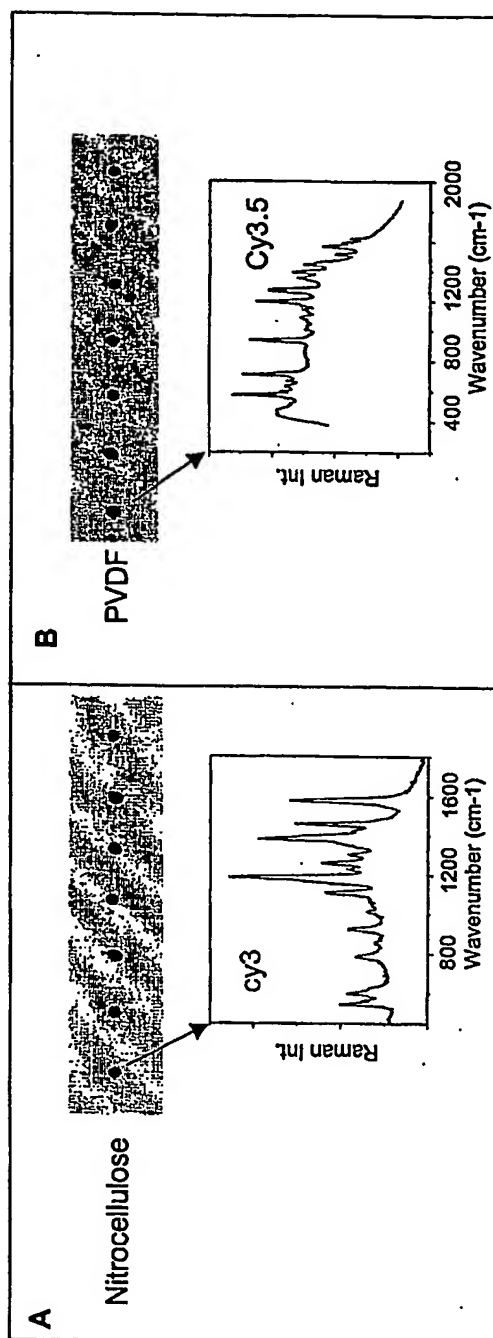 A
Nitrocellulose
cy3
Raman Int.
800 1200 1600
Wavenumber (cm-1)
B
PVDF
Cy3.5
Raman Int.
400 800 1200 2000
Wavenumber (cm-1)